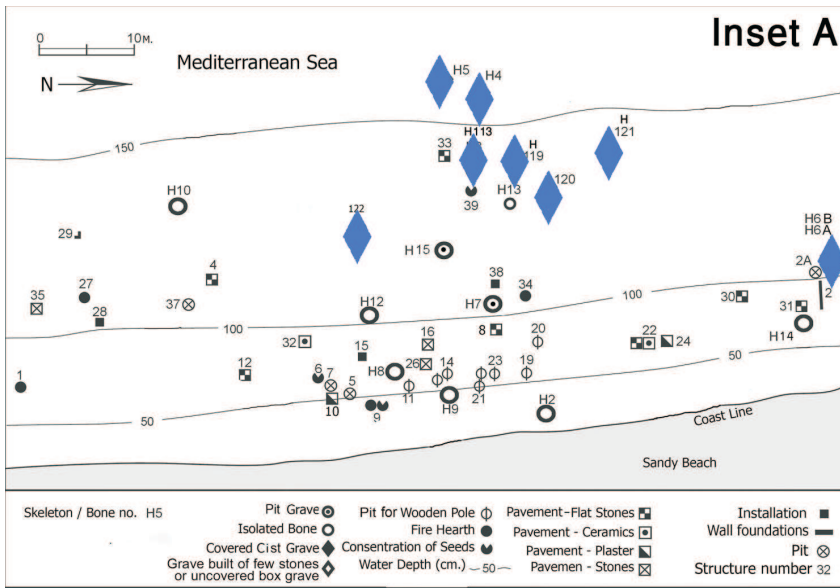 Inset A
0 10M.
Mediterranean Sea
N
H5 H4
150
33 H113 H 119 H 121
H10 39 H13 120
29 122
H6B
H6A
4 H 15 2A
27 38 34
35 37 H12 H7 100 30 31 2
28 100 16 8 20 22 24 H14
32 15
12 6 7 5 H8 26 14 23 19 50
1 10 9 11 H9 21 H2
50
Coast Line
Sandy Beach
Skeleton / Bone no. H5
Pit Grave
Isolated Bone
Covered Cist Grave
Grave built of few stones
or uncovered box grave
Pit for Wooden Pole
Fire Hearth
Consentration of Seeds
Water Depth (cm.) 50
Pavement-Flat Stones
Pavement - Ceramics
Pavement - Plaster
Pavemen - Stones
Installation
Wall foundations
Pit
Structure number 32